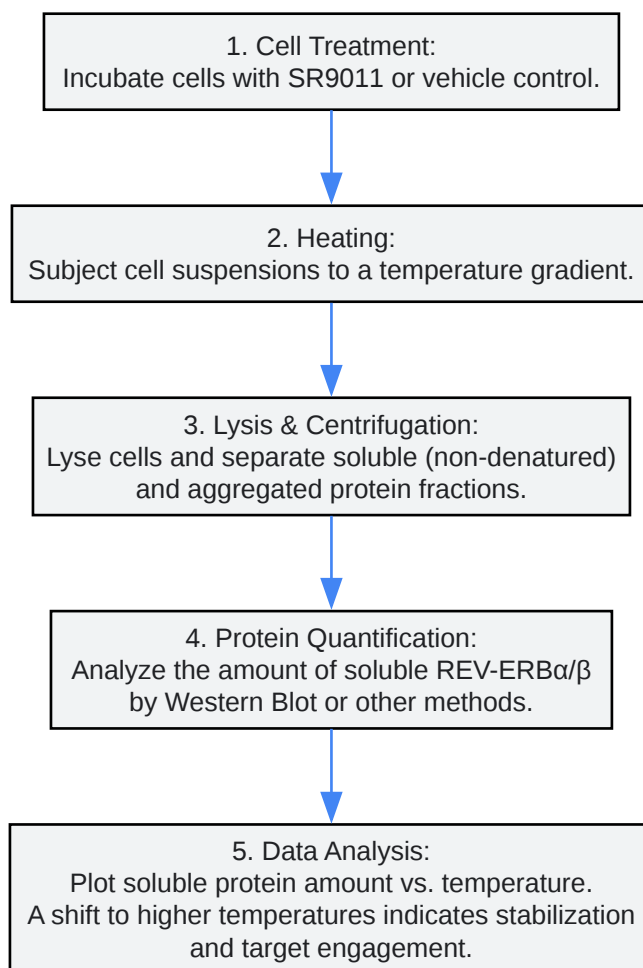 1. Cell Treatment:
Incubate cells with SR9011 or vehicle control.
2. Heating:
Subject cell suspensions to a temperature gradient.
3. Lysis & Centrifugation:
Lyse cells and separate soluble (non-denatured)
and aggregated protein fractions.
4. Protein Quantification:
Analyze the amount of soluble REV-ERBα/β
by Western Blot or other methods.
5. Data Analysis:
Plot soluble protein amount vs. temperature.
A shift to higher temperatures indicates stabilization
and target engagement.